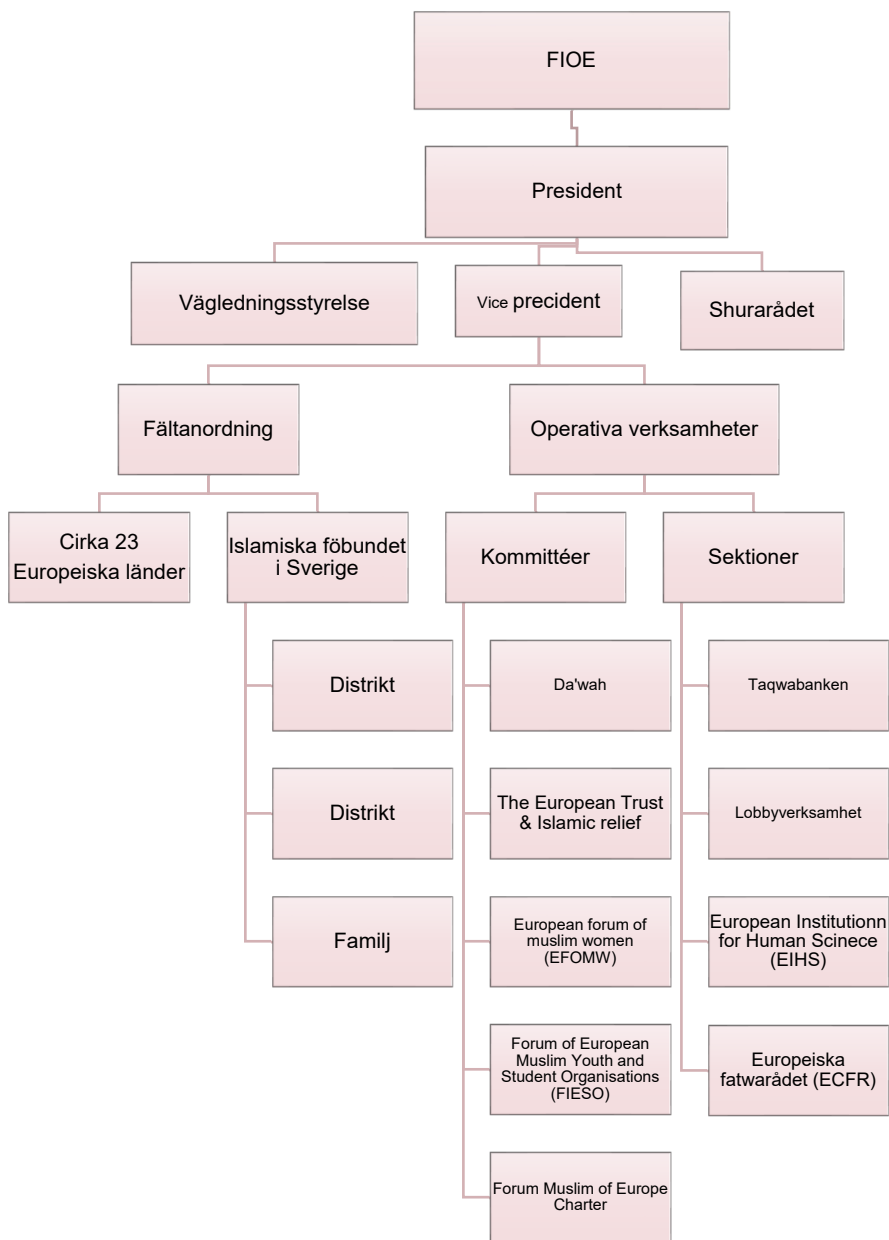 FIOE
President
Vägledningsstyrelse
Vice precident
Shurarådet
Fältanordning
Operativa verksamheter
Cirka 23
Europeiska länder
Islamiska föbundet
i Sverige
Kommittéer
Sektioner
Distrikt
Da'wah
Taqwabanken
Distrikt
The European Trust
& Islamic relief
Lobbyverksamhet
Familj
European forum of
muslim women
(EFOMW)
European Institutionn
for Human Scinece
(EIHS)
Forum of European
Muslim Youth and
Student Organisations
(FIESO)
Europeiska
fatwarådet (ECFR)
Forum Muslim of Europe
Charter